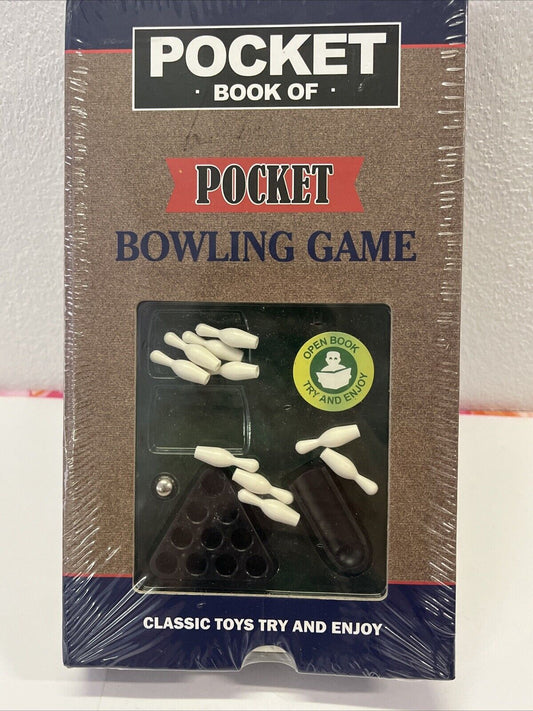 POCKET
· BOOK OF ·
POCKET
BOWLING GAME
OPEN BOOK
TRY AND ENJOY
CLASSIC TOYS TRY AND ENJOY